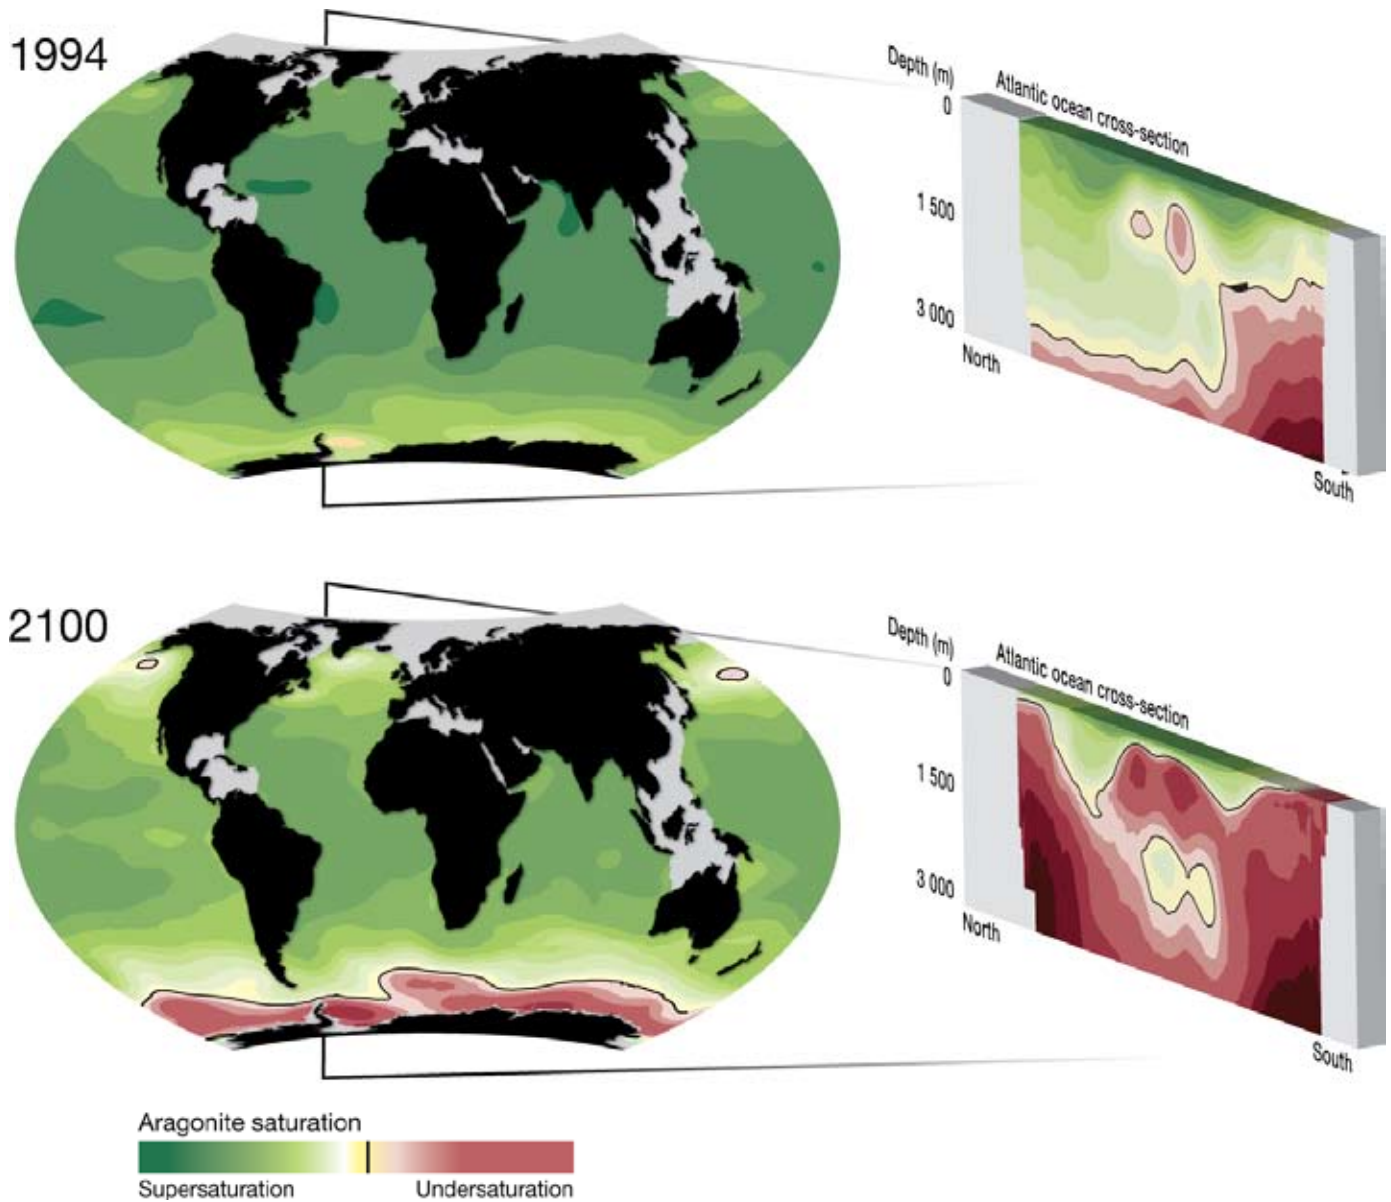 1994
Depth (m)
0
1 500
3 000
Atlantic ocean cross-section
North
South
2100
Depth (m)
0
1 500
3 000
Atlantic ocean cross-section
North
South
Aragonite saturation
Supersaturation
Undersaturation